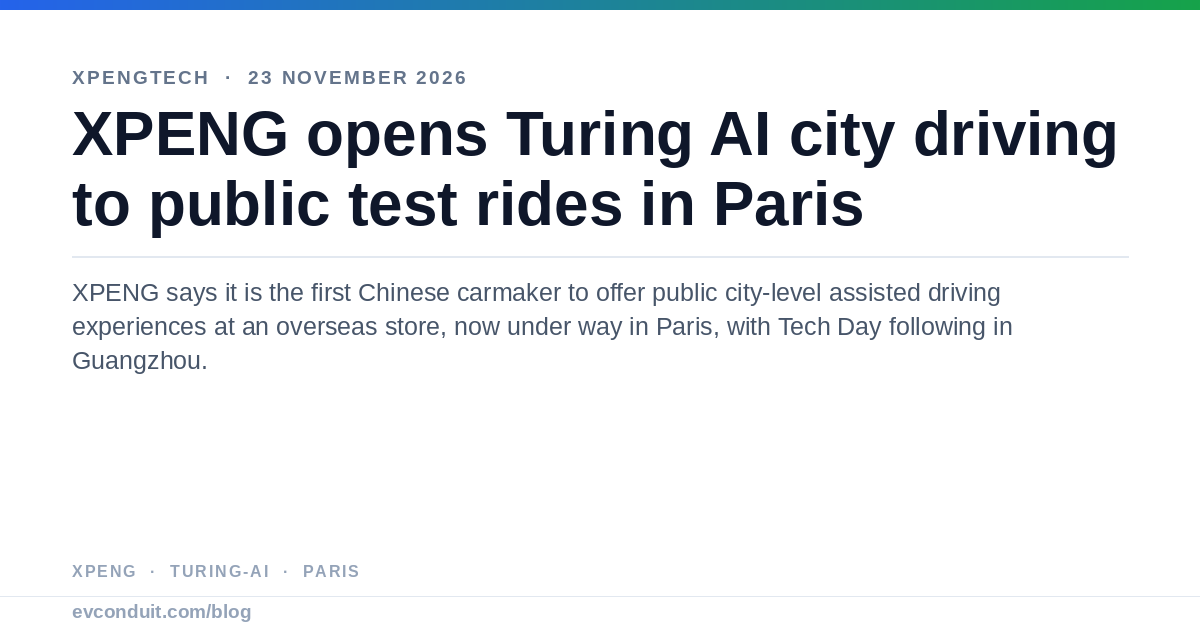 XPENGTECH · 23 NOVEMBER 2026
XPENG opens Turing AI city driving
to public test rides in Paris
XPENG says it is the first Chinese carmaker to offer public city-level assisted driving
experiences at an overseas store, now under way in Paris, with Tech Day following in
Guangzhou.
XPENG · TURING-AI · PARIS
evconduit.com/blog